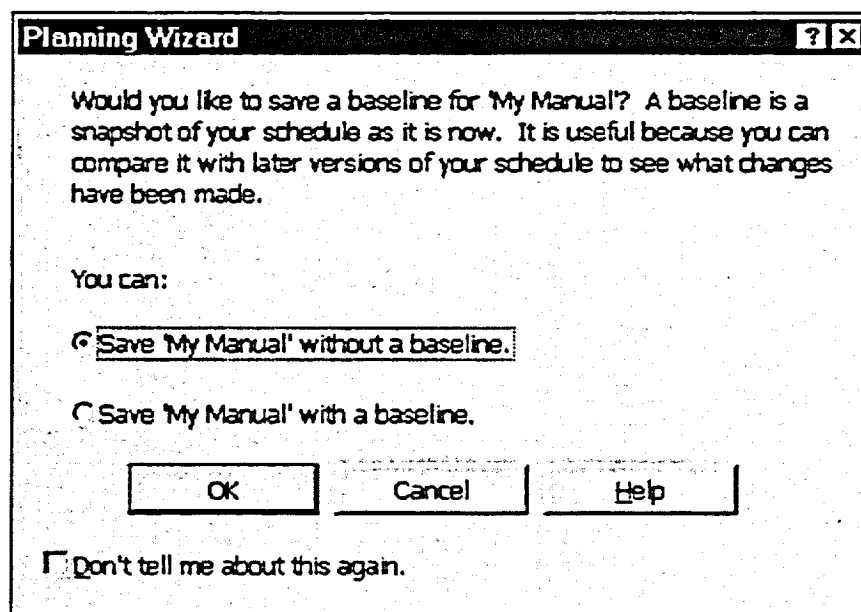 Planning Wizard
Would you like to save a baseline for 'My Manual'? A baseline is a
snapshot of your schedule as it is now. It is useful because you can
compare it with later versions of your schedule to see what changes
have been made.
You can:
Save 'My Manual' without a baseline.
Save 'My Manual' with a baseline.
OK Cancel Help
Don't tell me about this again.